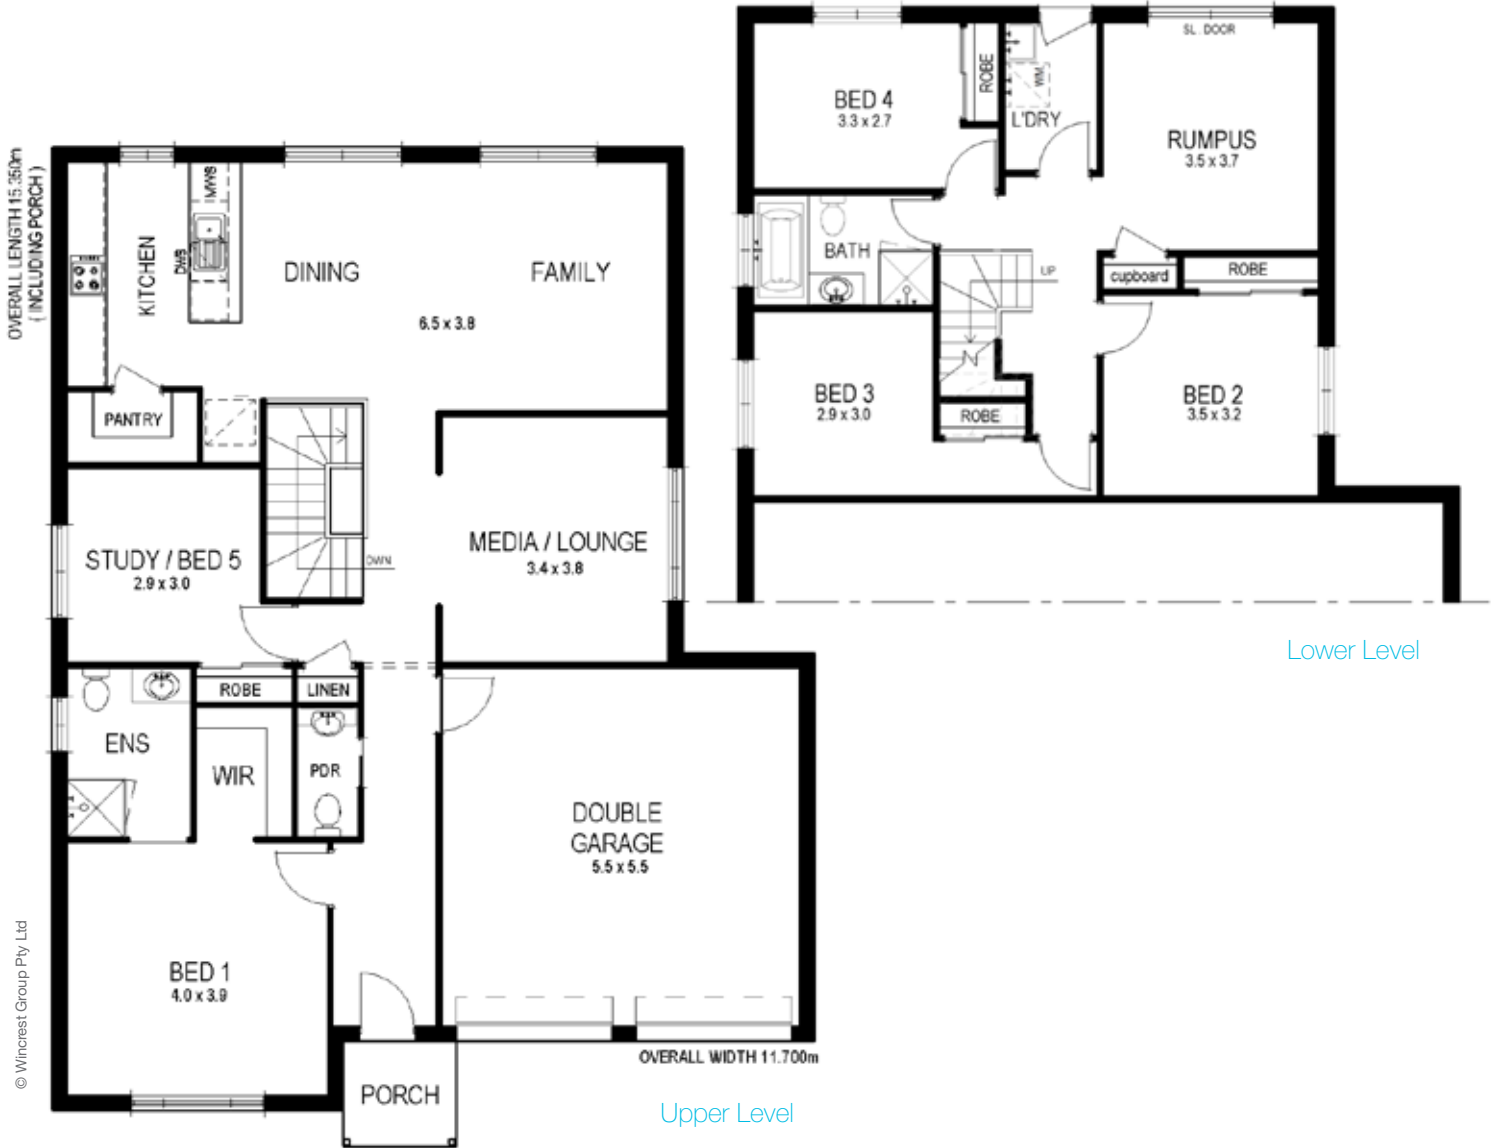 OVERALL LENGTH 15.350m
( INCLUDING PORCH )
KITCHEN
MWS
DWS
DINING
FAMILY
6.5 x 3.8
PANTRY
STUDY / BED 5
2.9 x 3.0
DWN
MEDIA / LOUNGE
3.4 x 3.8
ROBE
LINEN
ENS
WIR
PDR
DOUBLE
GARAGE
5.5 x 5.5
BED 1
4.0 x 3.9
PORCH
OVERALL WIDTH 11.700m
Upper Level
© Wincrest Group Pty Ltd
BED 4
3.3 x 2.7
ROBE
WM
L'DRY
SL. DOOR
RUMPUS
3.5 x 3.7
BATH
UP
cupboard
ROBE
BED 3
2.9 x 3.0
ROBE
BED 2
3.5 x 3.2
Lower Level